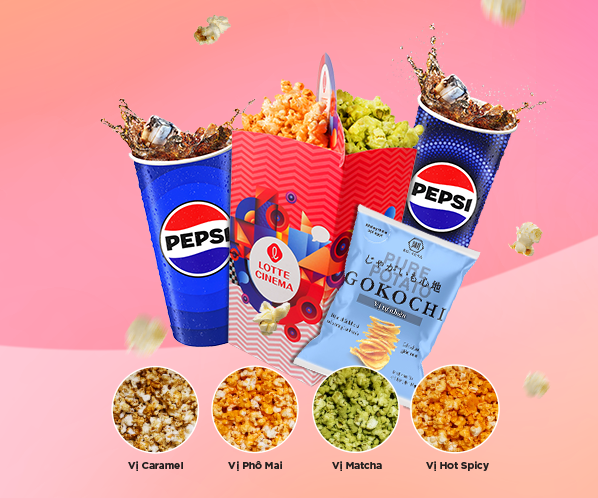 PEPSI
PEPSI
LOTTE
CINEMA
じゃがいも心地
PURE
POTATO
GOKOCHI
Vị Caramel
Vị Phô Mai
Vị Matcha
Vị Hot Spicy